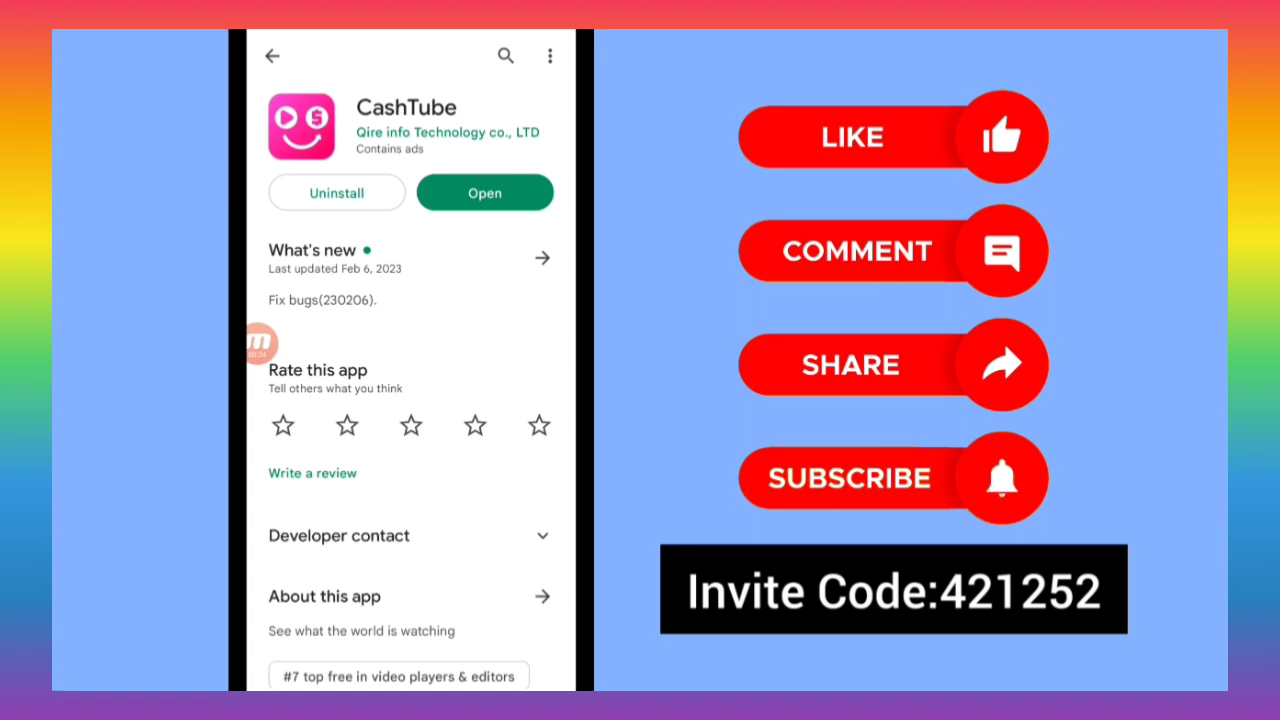 CashTube
Qire info Technology co., LTD
Contains ads
Uninstall
Open
What's new
Last updated Feb 6, 2023
Fix bugs(230206).
m
00:24
Rate this app
Tell others what you think
Write a review
Developer contact
About this app
See what the world is watching
#7 top free in video players & editors
LIKE
COMMENT
SHARE
SUBSCRIBE
Invite Code:421252